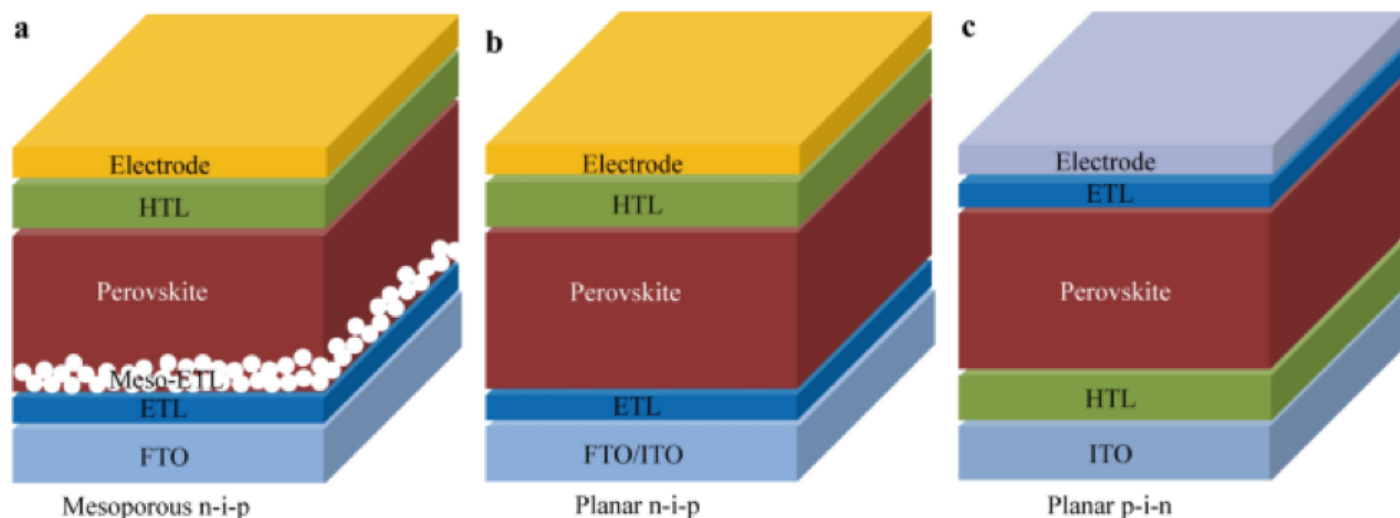 a
Electrode
HTL
Perovskite
Meso-ETL
ETL
FTO
Mesoporous n-i-p
b
Electrode
HTL
Perovskite
ETL
FTO/ITO
Planar n-i-p
c
Electrode
ETL
Perovskite
HTL
ITO
Planar p-i-n